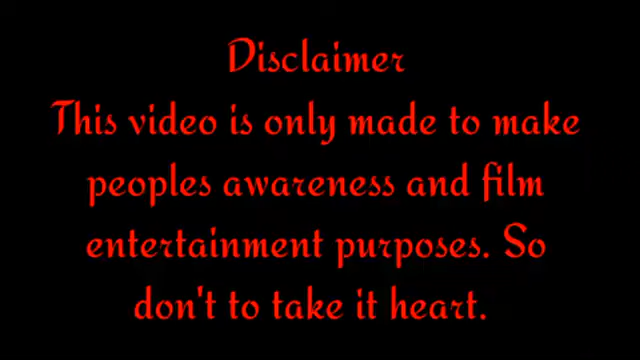 Disclaimer
This video is only made to make
peoples awareness and film
entertainment purposes. So
don't to take it heart.